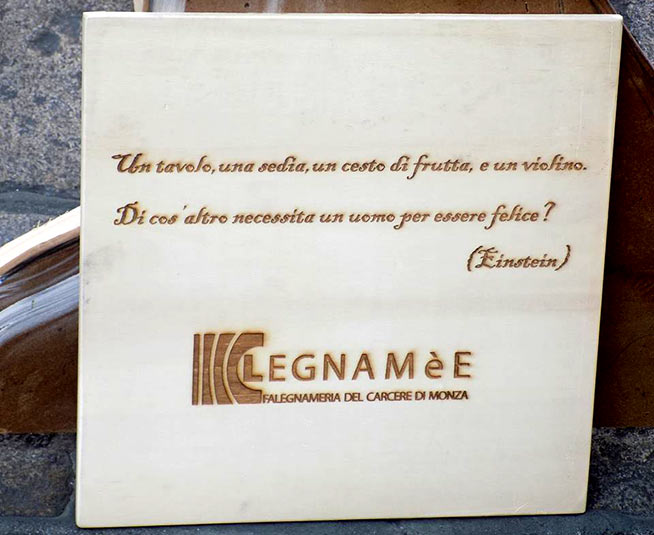 Un tavolo, una sedia, un cesto di frutta, e un violino.
Di cos'altro necessita un uomo per essere felice?
(Einstein)
LEGNAMèE
FALEGNAMERIA DEL CARCERE DI MONZA